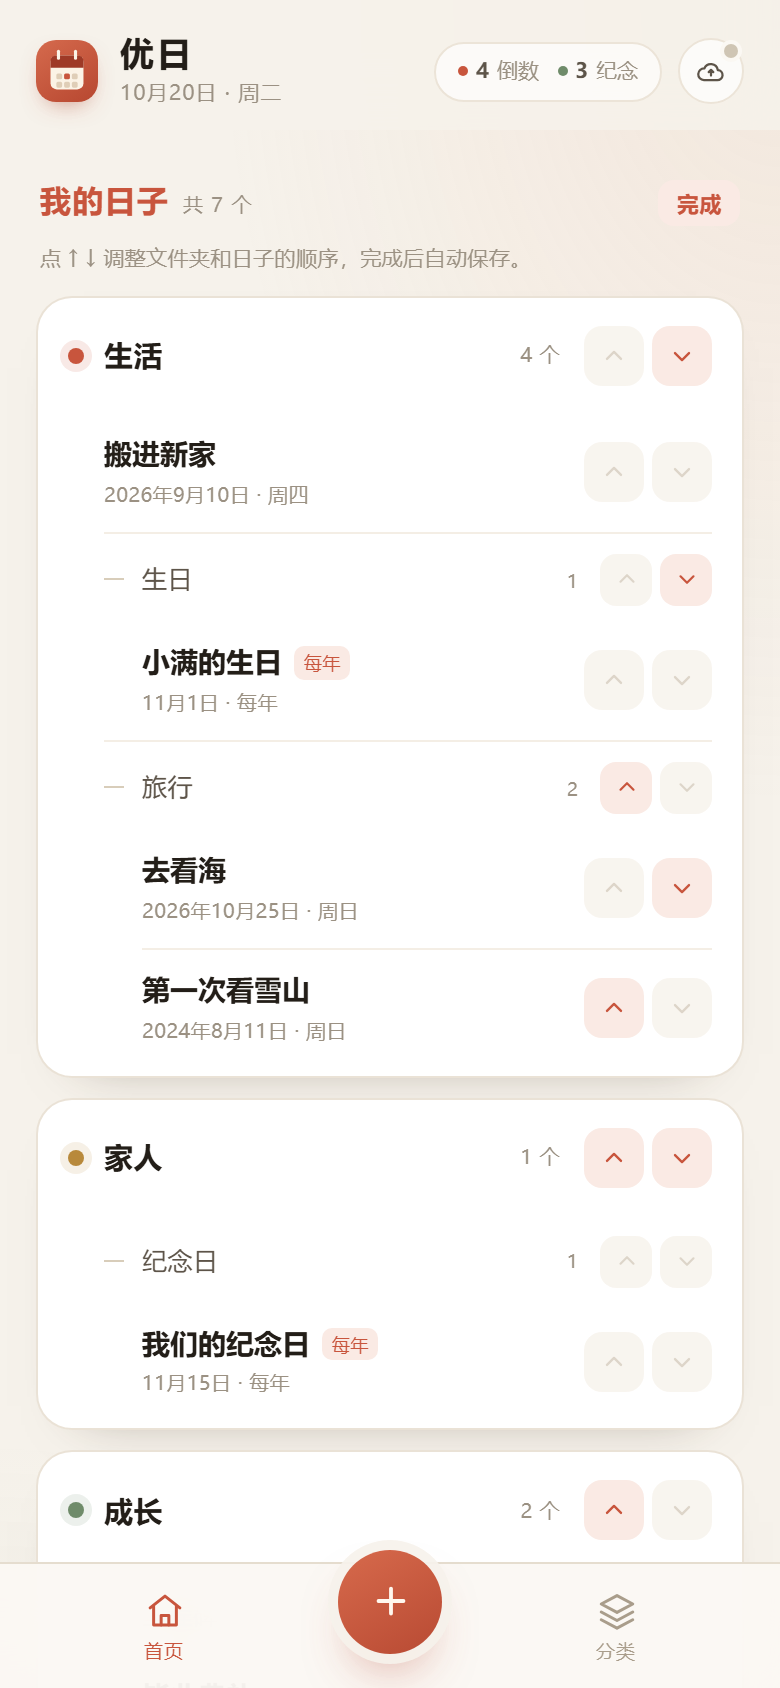 优日
10月20日 · 周二
4 倒数 3 纪念
我的日子 共 7 个
完成
点↑↓调整文件夹和日子的顺序，完成后自动保存。
生活 4 个
搬进新家
2026年9月10日 · 周四
生日 1
小满的生日 每年
11月1日 · 每年
旅行 2
去看海
2026年10月25日 · 周日
第一次看雪山
2024年8月11日 · 周日
家人 1 个
纪念日 1
我们的纪念日 每年
11月15日 · 每年
成长 2 个
首页
分类